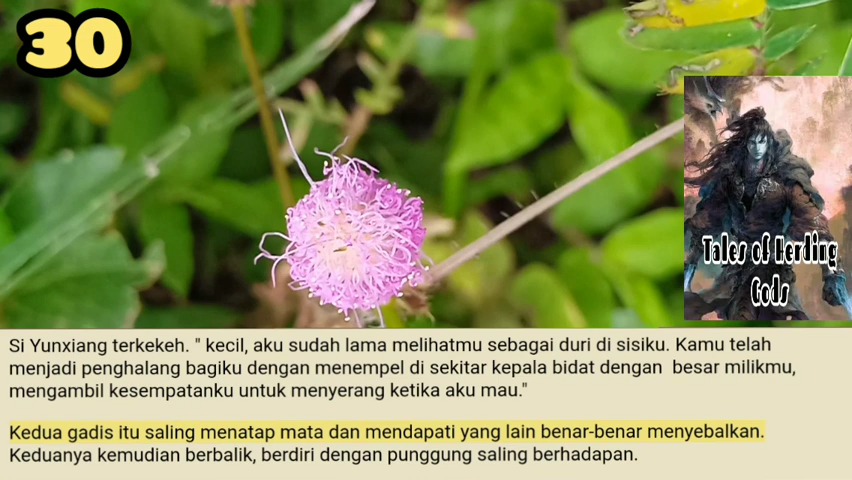 30
Tales of Herding
Gods
Si Yunxiang terkekeh. " kecil, aku sudah lama melihatmu sebagai duri di sisiku. Kamu telah
menjadi penghalang bagiku dengan menempel di sekitar kepala bidat dengan  besar milikmu,
mengambil kesempatanku untuk menyerang ketika aku mau."
Kedua gadis itu saling menatap mata dan mendapati yang lain benar-benar menyebalkan.
Keduanya kemudian berbalik, berdiri dengan punggung saling berhadapan.